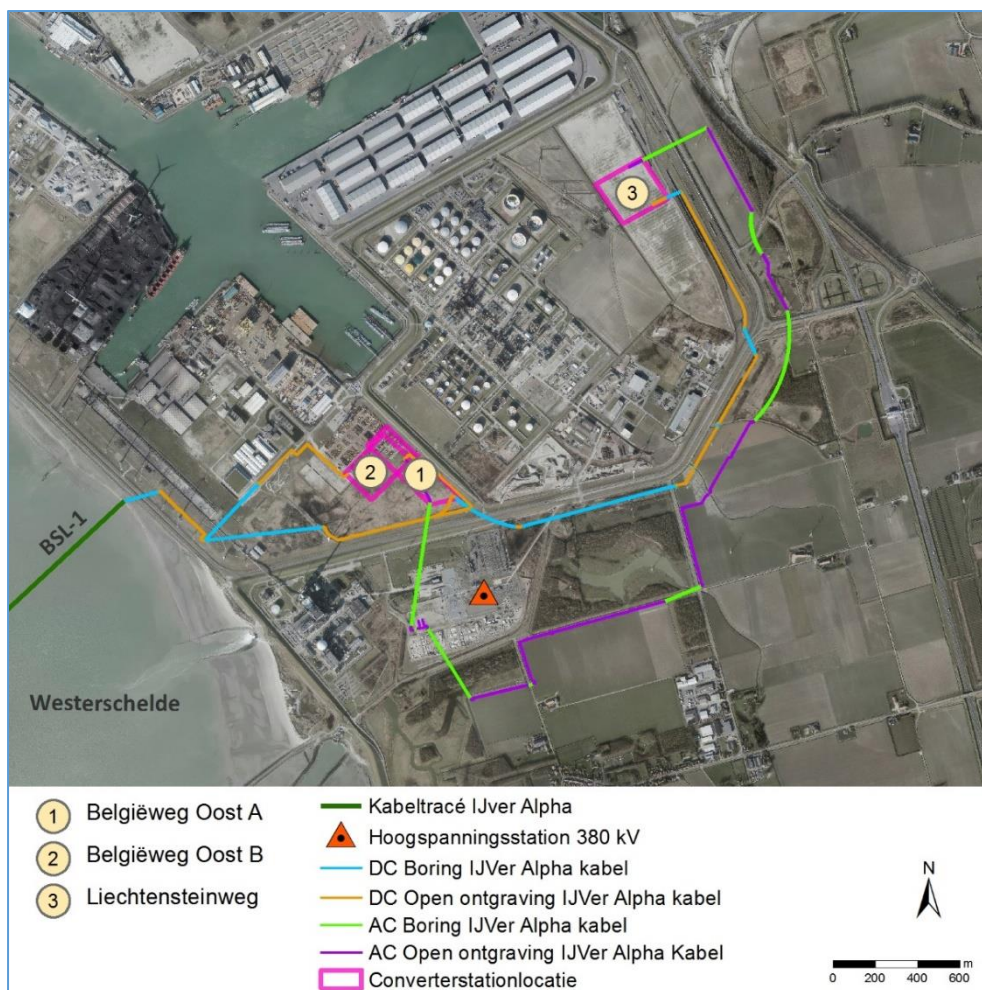 3
2
1
BSL-1
Westerschelde
1 Belgiëweg Oost A
2 Belgiëweg Oost B
3 Liechtensteinweg
Kabeltracé IJver Alpha
Hoogspanningsstation 380 kV
DC Boring IJVer Alpha kabel
DC Open ontgraving IJVer Alpha kabel
AC Boring IJVer Alpha kabel
AC Open ontgraving IJVer Alpha Kabel
Converterstationlocatie
N
m
0 200 400 600